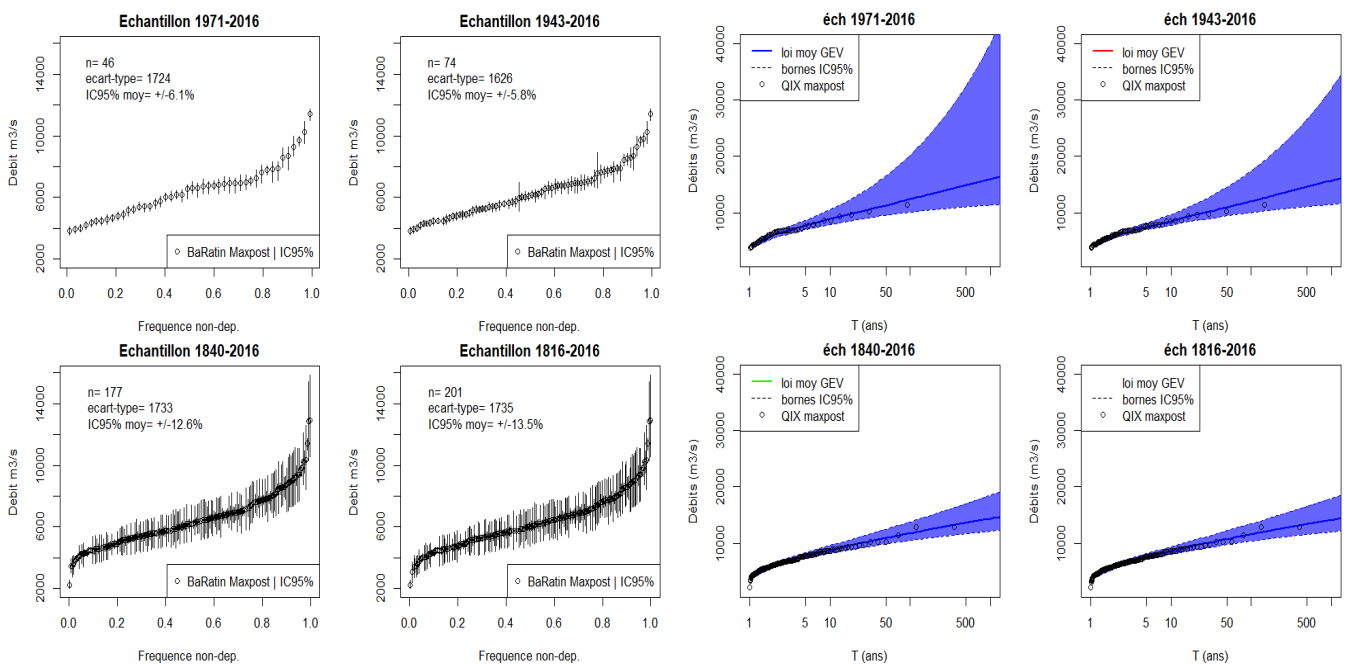 Echantillon 1971-2016
n= 46
ecart-type= 1724
IC95% moy= +/-6.1%
BaRatin Maxpost | IC95%
Debit m3/s
2000 6000 10000 14000
0.0 0.2 0.4 0.6 0.8 1.0
Frequence non-dep.
Echantillon 1943-2016
n= 74
ecart-type= 1626
IC95% moy= +/-5.8%
BaRatin Maxpost | IC95%
Debit m3/s
2000 6000 10000 14000
0.0 0.2 0.4 0.6 0.8 1.0
Frequence non-dep.
éch 1971-2016
loi moy GEV
bornes IC95%
QIX maxpost
Débits (m3/s)
10000 20000 30000 40000
1 5 10 50 500
T (ans)
éch 1943-2016
loi moy GEV
bornes IC95%
QIX maxpost
Débits (m3/s)
10000 20000 30000 40000
1 5 10 50 500
T (ans)
Echantillon 1840-2016
n= 177
ecart-type= 1733
IC95% moy= +/-12.6%
BaRatin Maxpost | IC95%
Debit m3/s
2000 6000 10000 14000
0.0 0.2 0.4 0.6 0.8 1.0
Frequence non-dep.
Echantillon 1816-2016
n= 201
ecart-type= 1735
IC95% moy= +/-13.5%
BaRatin Maxpost | IC95%
Debit m3/s
2000 6000 10000 14000
0.0 0.2 0.4 0.6 0.8 1.0
Frequence non-dep.
éch 1840-2016
loi moy GEV
bornes IC95%
QIX maxpost
Débits (m3/s)
10000 20000 30000 40000
1 5 10 50 500
T (ans)
éch 1816-2016
loi moy GEV
bornes IC95%
QIX maxpost
Débits (m3/s)
10000 20000 30000 40000
1 5 10 50 500
T (ans)